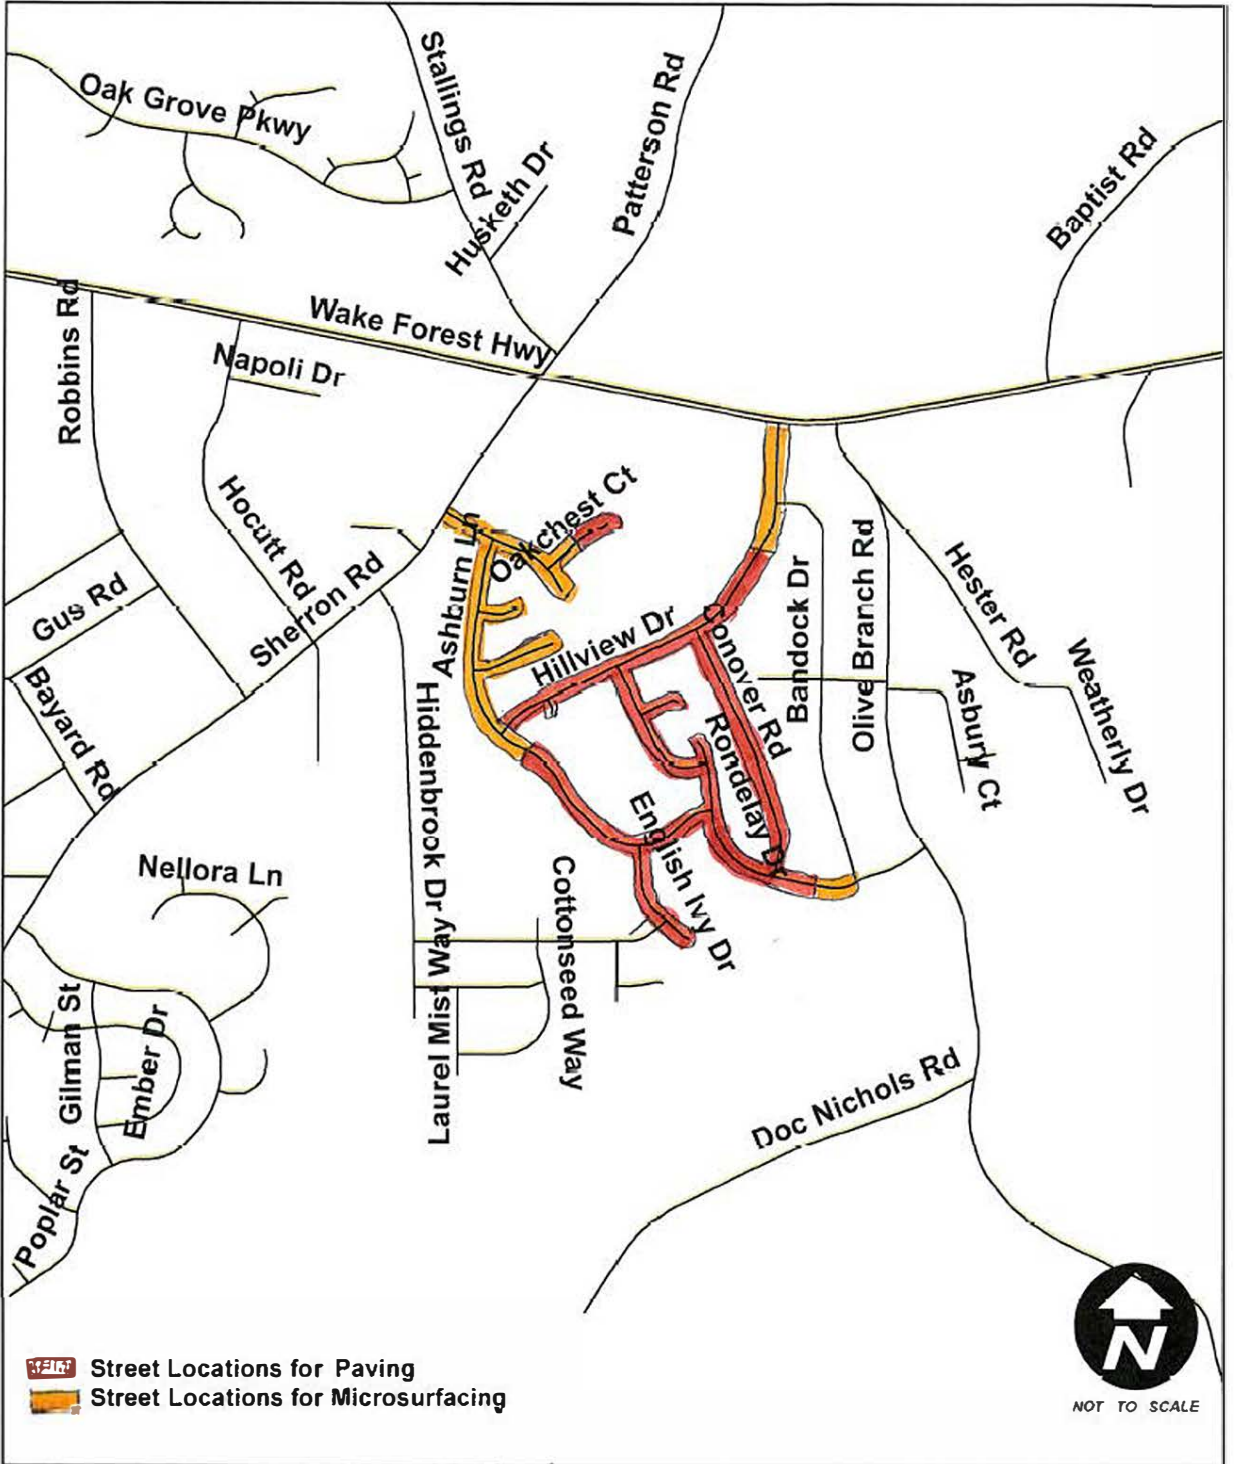 Oak Grove Pkwy
Stallings Rd
Husketh Dr
Patterson Rd
Baptist Rd
Robbins Rd
Wake Forest Hwy
Napoli Dr
Hocutt Rd
Sherron Rd
Gus Rd
Bayard Rd
Ashburn Ln
Oakchest Ct
Hillview Dr
Conover Rd
Rondelay Dr
Bandock Dr
Olive Branch Rd
Hester Rd
Weatherly Dr
Asbury Ct
Hiddenbrook Dr
English Ivy Dr
Nellora Ln
Cottonseed Way
Laurel Mist Way
Gilman St
Ember Dr
Poplar St
Doc Nichols Rd
Street Locations for Paving
Street Locations for Microsurfacing
N
NOT TO SCALE